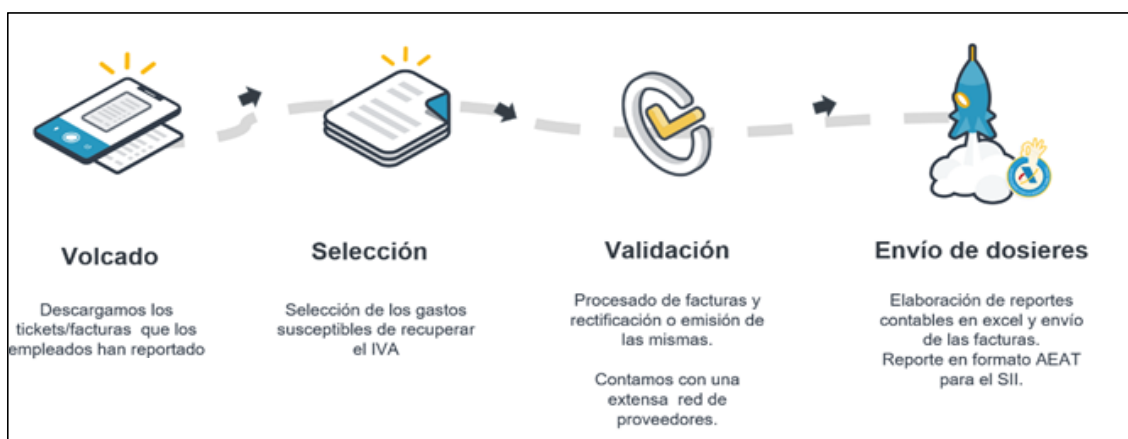 Volcado
Descargamos los
tickets/facturas que los
empleados han reportado
Selección
Selección de los gastos
susceptibles de recuperar
el IVA
Validación
Procesado de facturas y
rectificación o emisión de
las mismas.
Contamos con una
extensa red de
proveedores.
Envío de dosieres
Elaboración de reportes
contables en excel y envío
de las facturas.
Reporte en formato AEAT
para el SII.